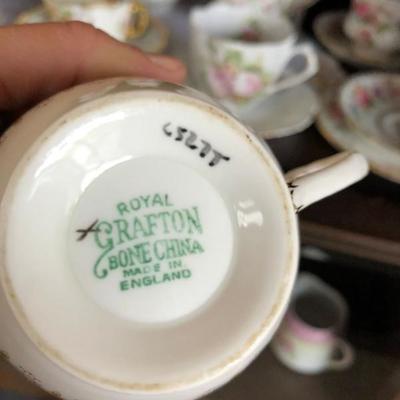 ROYAL
GRAFTON
BONE CHINA
MADE IN
ENGLAND